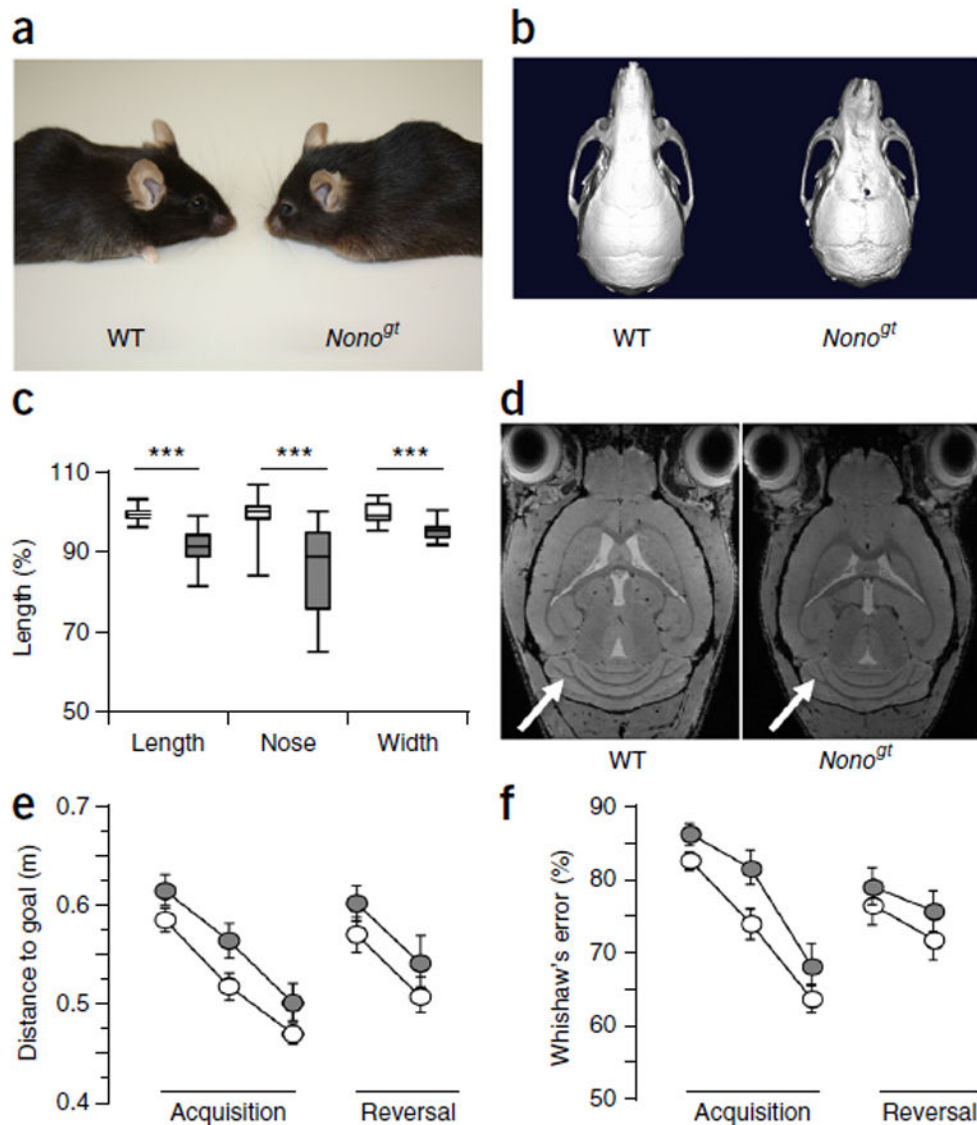 a
WT
Nono^gt
b
WT
Nono^gt
c
***
***
***
110
90
70
50
Length (%)
Length
Nose
Width
d
WT
Nono^gt
e
0.7
0.6
0.5
0.4
Distance to goal (m)
Acquisition
Reversal
f
90
80
70
60
50
Whishaw's error (%)
Acquisition
Reversal